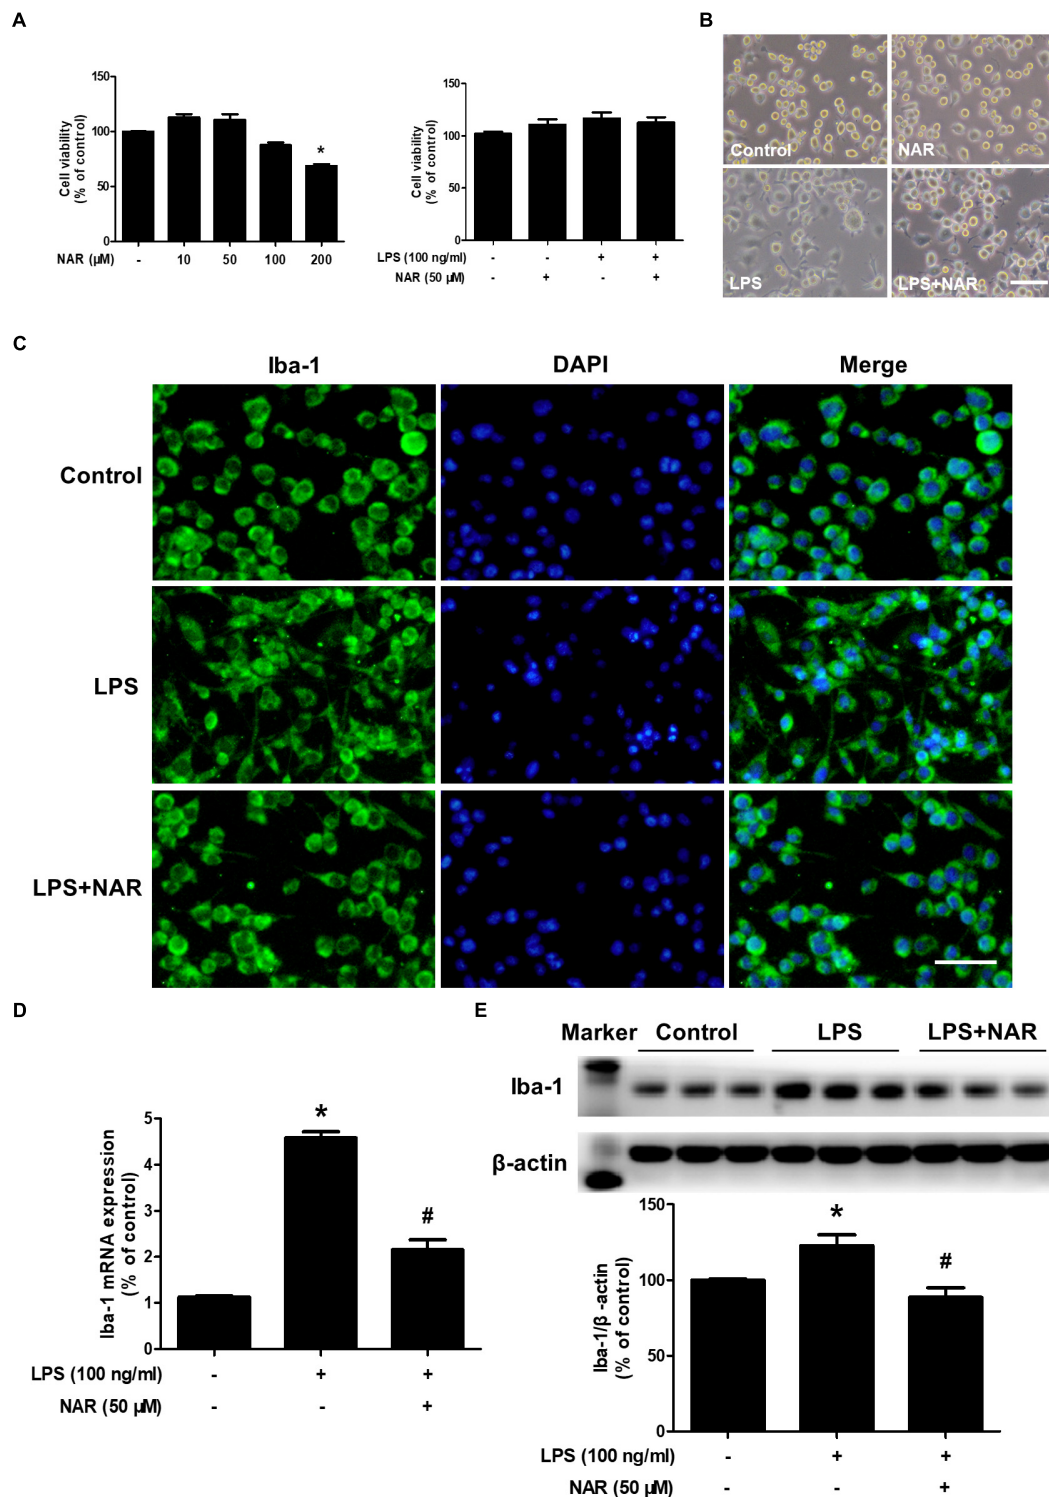 A
150
100
50
0
Cell viability
(% of control)
*
NAR (µM)
-
10
50
100
200
150
100
50
0
Cell viability
(% of control)
LPS (100 ng/ml)
-
-
+
+
NAR (50 µM)
-
+
-
+
B
Control
NAR
LPS
LPS+NAR
C
Iba-1
DAPI
Merge
Control
LPS
LPS+NAR
D
5
4
3
2
1
0
Iba-1 mRNA expression
(% of control)
*
#
LPS (100 ng/ml)
-
+
+
NAR (50 µM)
-
-
+
E
Marker
Control
LPS
LPS+NAR
Iba-1
β-actin
150
100
50
0
Iba-1/β -actin
(% of control)
*
#
LPS (100 ng/ml)
-
+
+
NAR (50 µM)
-
-
+